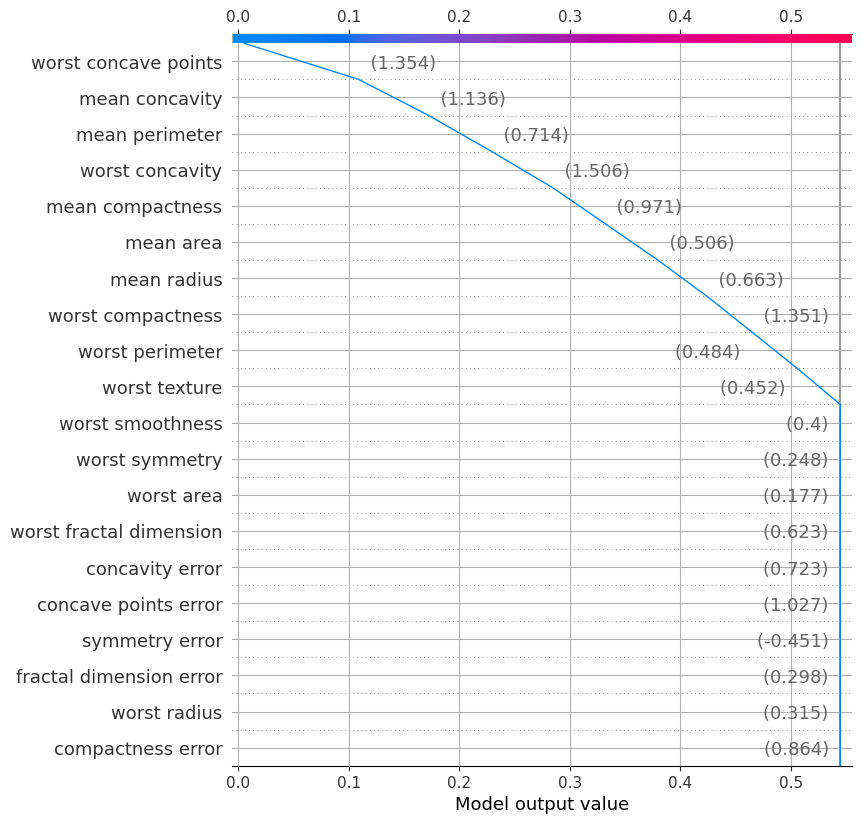 0.0 0.1 0.2 0.3 0.4 0.5
worst concave points (1.354)
mean concavity (1.136)
mean perimeter (0.714)
worst concavity (1.506)
mean compactness (0.971)
mean area (0.506)
mean radius (0.663)
worst compactness (1.351)
worst perimeter (0.484)
worst texture (0.452)
worst smoothness (0.4)
worst symmetry (0.248)
worst area (0.177)
worst fractal dimension (0.623)
concavity error (0.723)
concave points error (1.027)
symmetry error (-0.451)
fractal dimension error (0.298)
worst radius (0.315)
compactness error (0.864)
0.0 0.1 0.2 0.3 0.4 0.5
Model output value